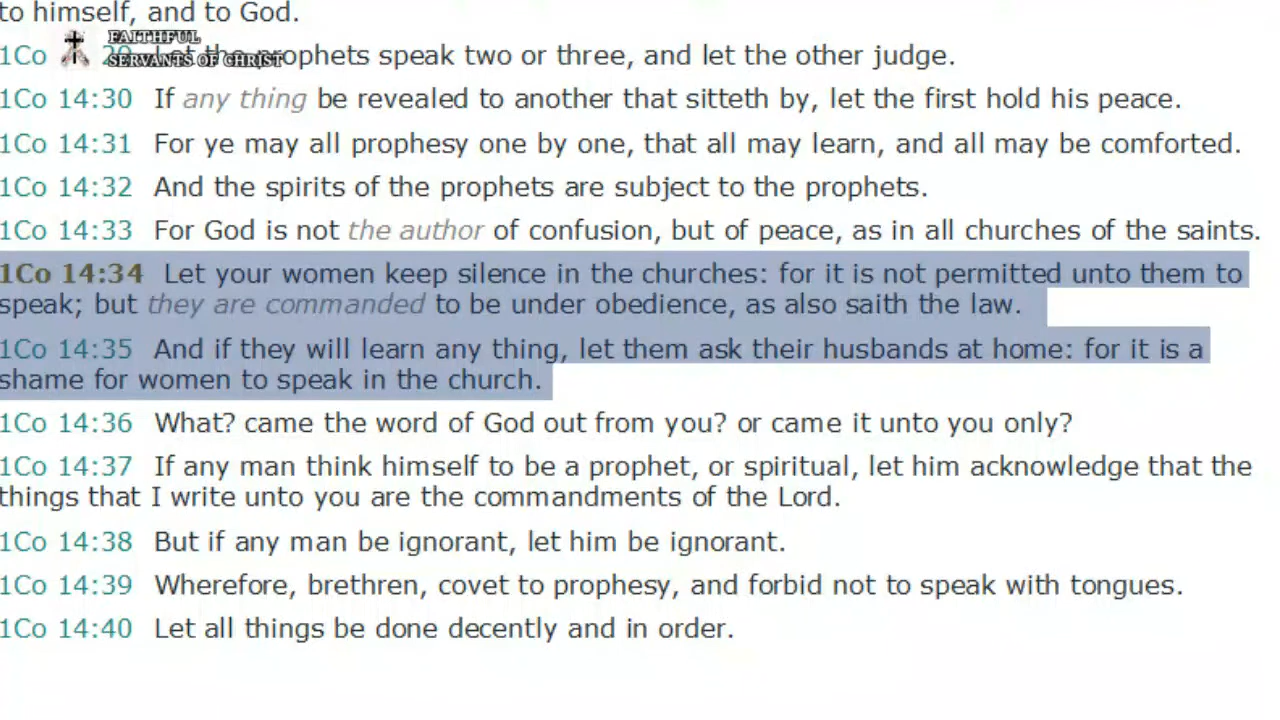 to himself, and to God.
FAITHFUL
SERVANTS OF CHRIST
1Co 29 Let the prophets speak two or three, and let the other judge.
1Co 14:30 If any thing be revealed to another that sitteth by, let the first hold his peace.
1Co 14:31 For ye may all prophesy one by one, that all may learn, and all may be comforted.
1Co 14:32 And the spirits of the prophets are subject to the prophets.
1Co 14:33 For God is not the author of confusion, but of peace, as in all churches of the saints.
1Co 14:34 Let your women keep silence in the churches: for it is not permitted unto them to
speak; but they are commanded to be under obedience, as also saith the law.
1Co 14:35 And if they will learn any thing, let them ask their husbands at home: for it is a
shame for women to speak in the church.
1Co 14:36 What? came the word of God out from you? or came it unto you only?
1Co 14:37 If any man think himself to be a prophet, or spiritual, let him acknowledge that the
things that I write unto you are the commandments of the Lord.
1Co 14:38 But if any man be ignorant, let him be ignorant.
1Co 14:39 Wherefore, brethren, covet to prophesy, and forbid not to speak with tongues.
1Co 14:40 Let all things be done decently and in order.